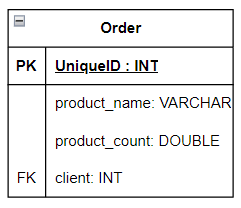 Order
PK UniqueID : INT
product_name: VARCHAR
product_count: DOUBLE
FK client: INT